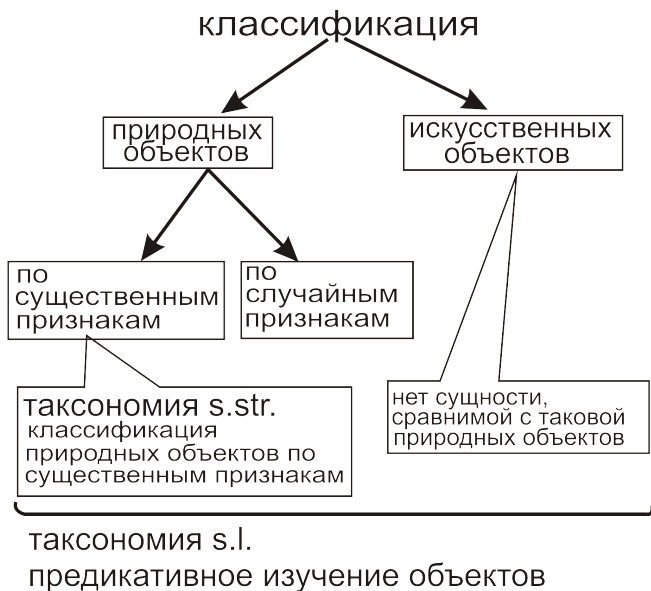 классификация
природных
объектов
искусственных
объектов
по
существенным
признакам
по
случайным
признакам
таксономия s.str.
классификация
природных объектов по
существенным признакам
нет сущности,
сравнимой с таковой
природных объектов
таксономия s.l.
предикативное изучение объектов